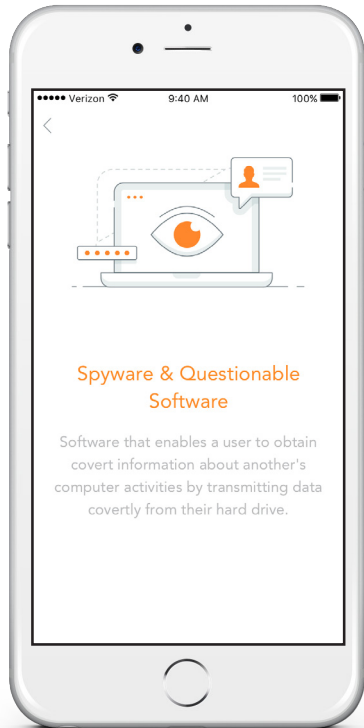 Verizon 9:40 AM 100%
Spyware & Questionable
Software
Software that enables a user to obtain
covert information about another's
computer activities by transmitting data
covertly from their hard drive.